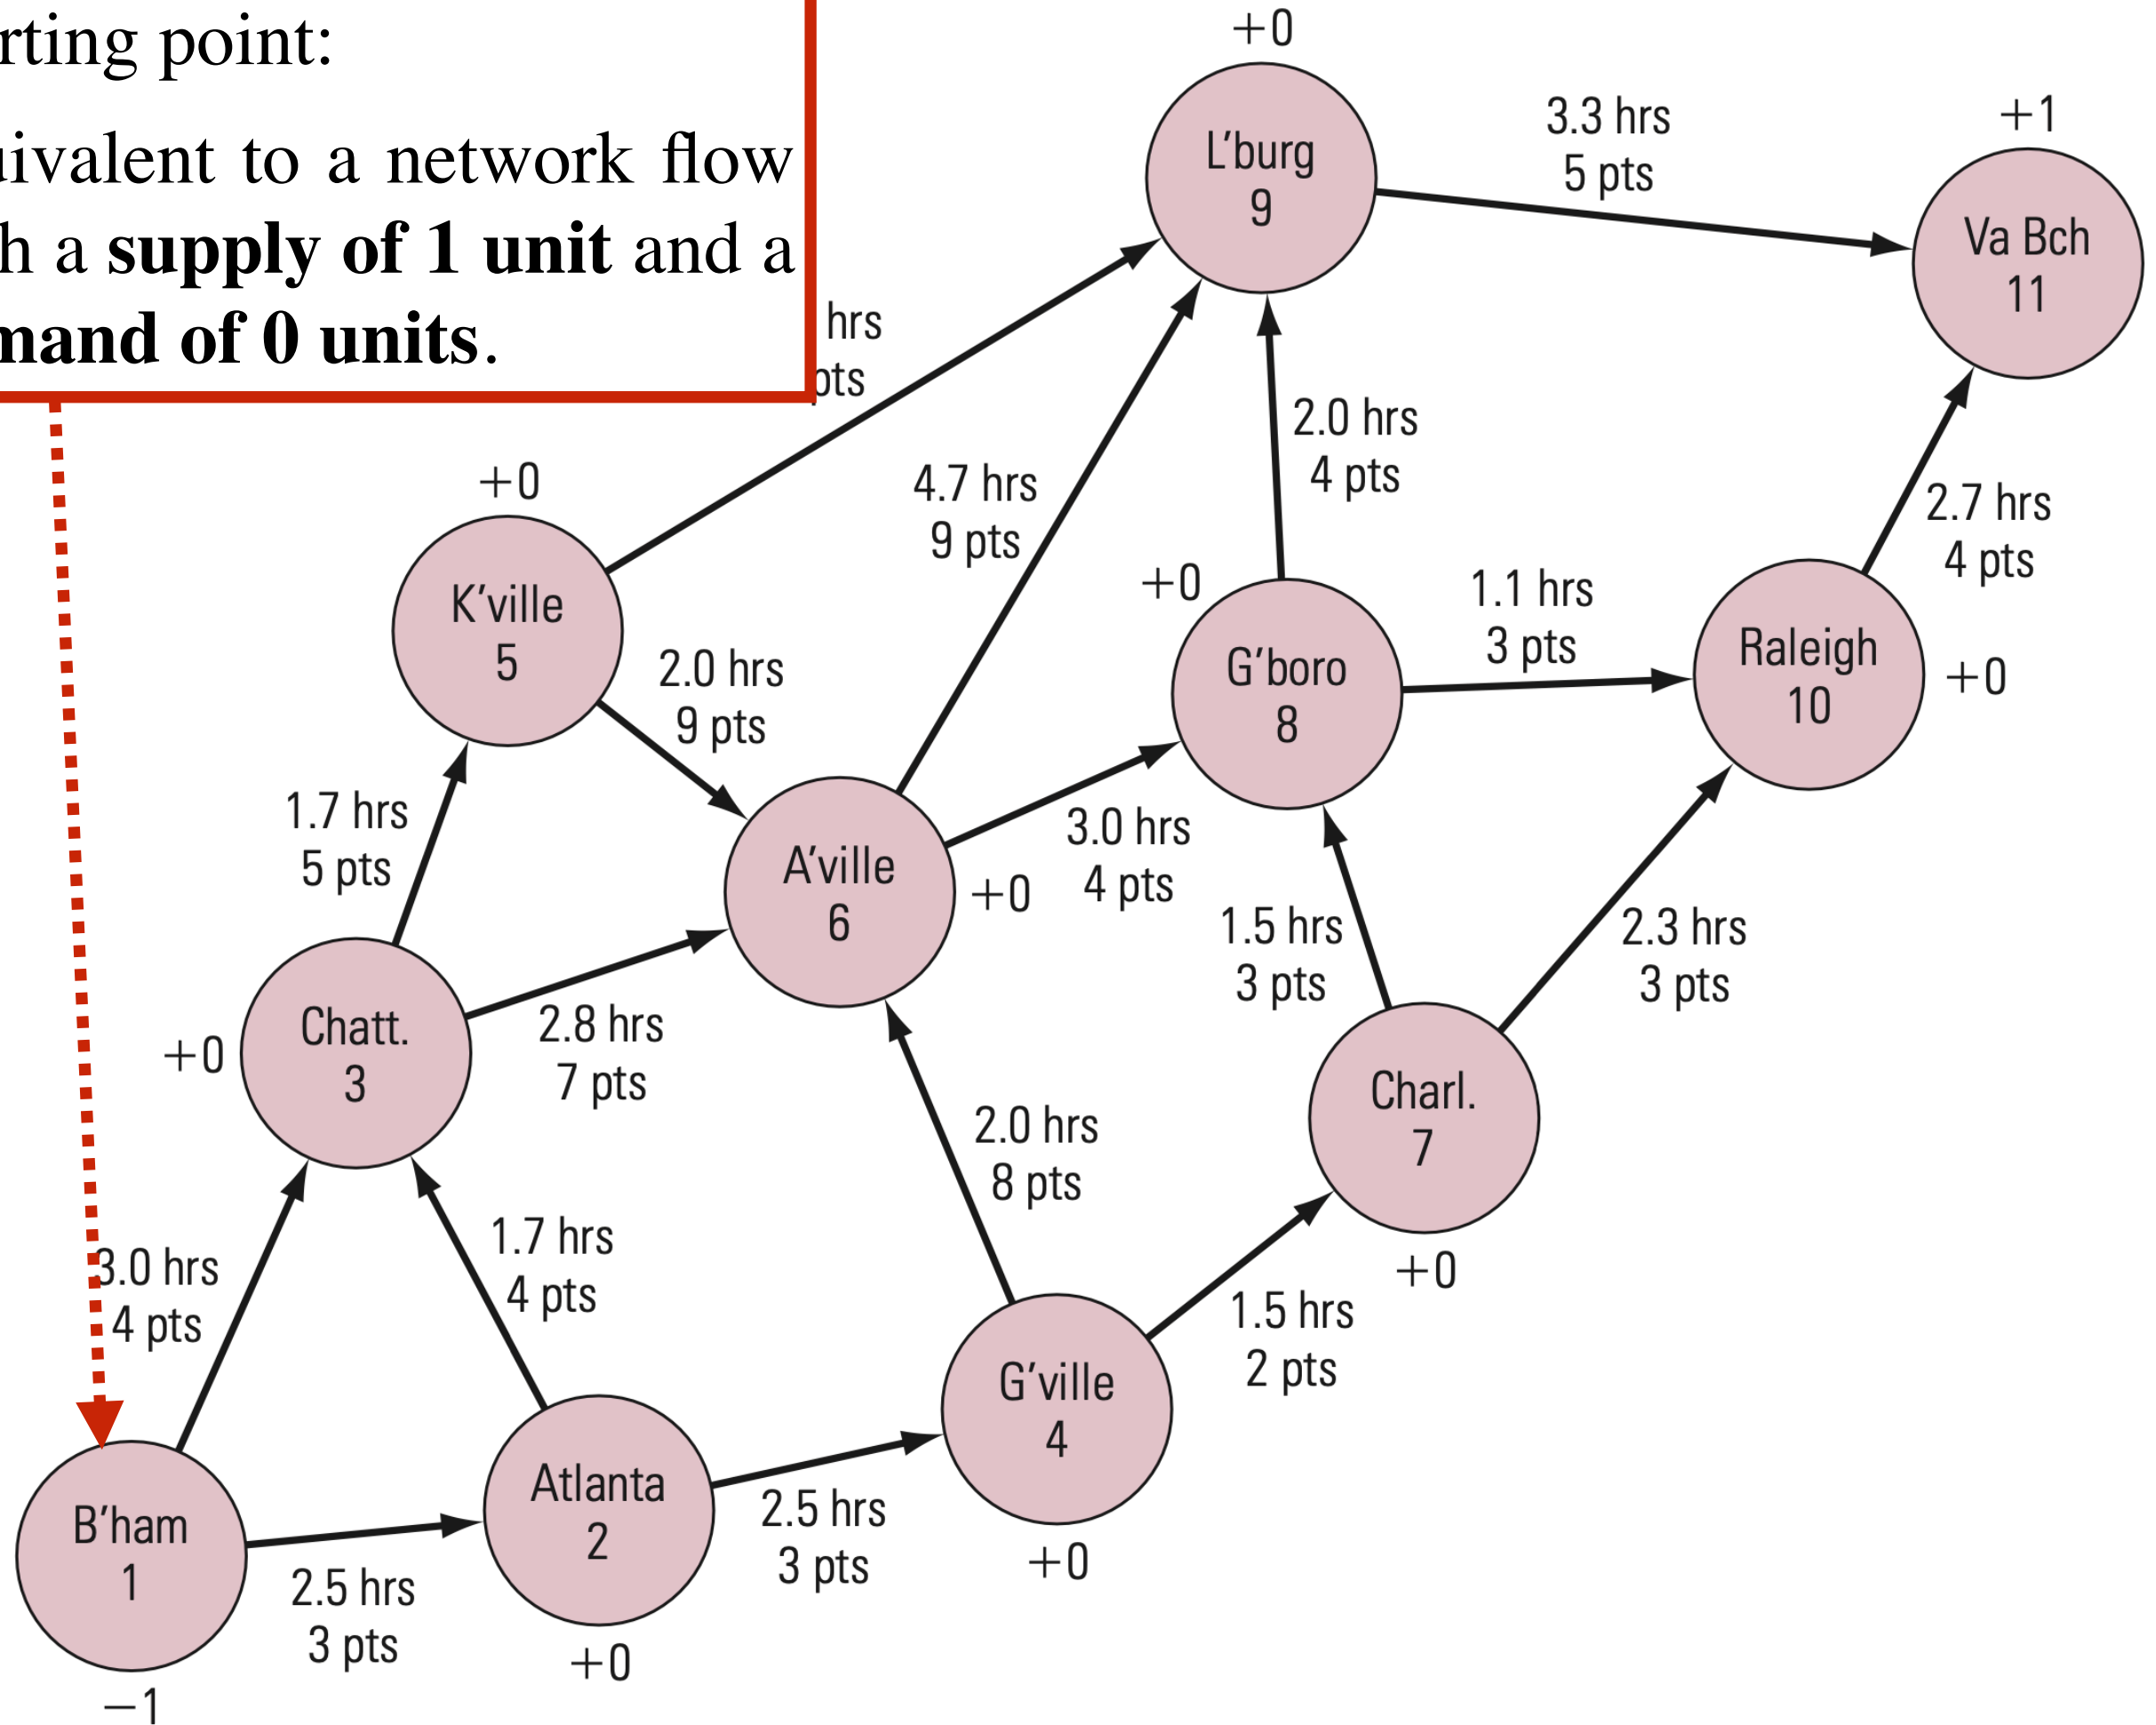 rting point:
uivalent to a network flow
h a supply of 1 unit and a
mand of 0 units.
+0
L'burg
9
3.3 hrs
5 pts
+1
Va Bch
11
hrs
pts
2.0 hrs
4 pts
4.7 hrs
9 pts
2.7 hrs
4 pts
+0
K'ville
5
2.0 hrs
9 pts
+0
G'boro
8
1.1 hrs
3 pts
Raleigh
10
+0
1.7 hrs
5 pts
A'ville
6
+0
3.0 hrs
4 pts
1.5 hrs
3 pts
2.3 hrs
3 pts
+0
Chatt.
3
2.8 hrs
7 pts
2.0 hrs
8 pts
Charl.
7
+0
3.0 hrs
4 pts
1.7 hrs
4 pts
1.5 hrs
2 pts
G'ville
4
+0
B'ham
1
−1
2.5 hrs
3 pts
Atlanta
2
+0
2.5 hrs
3 pts